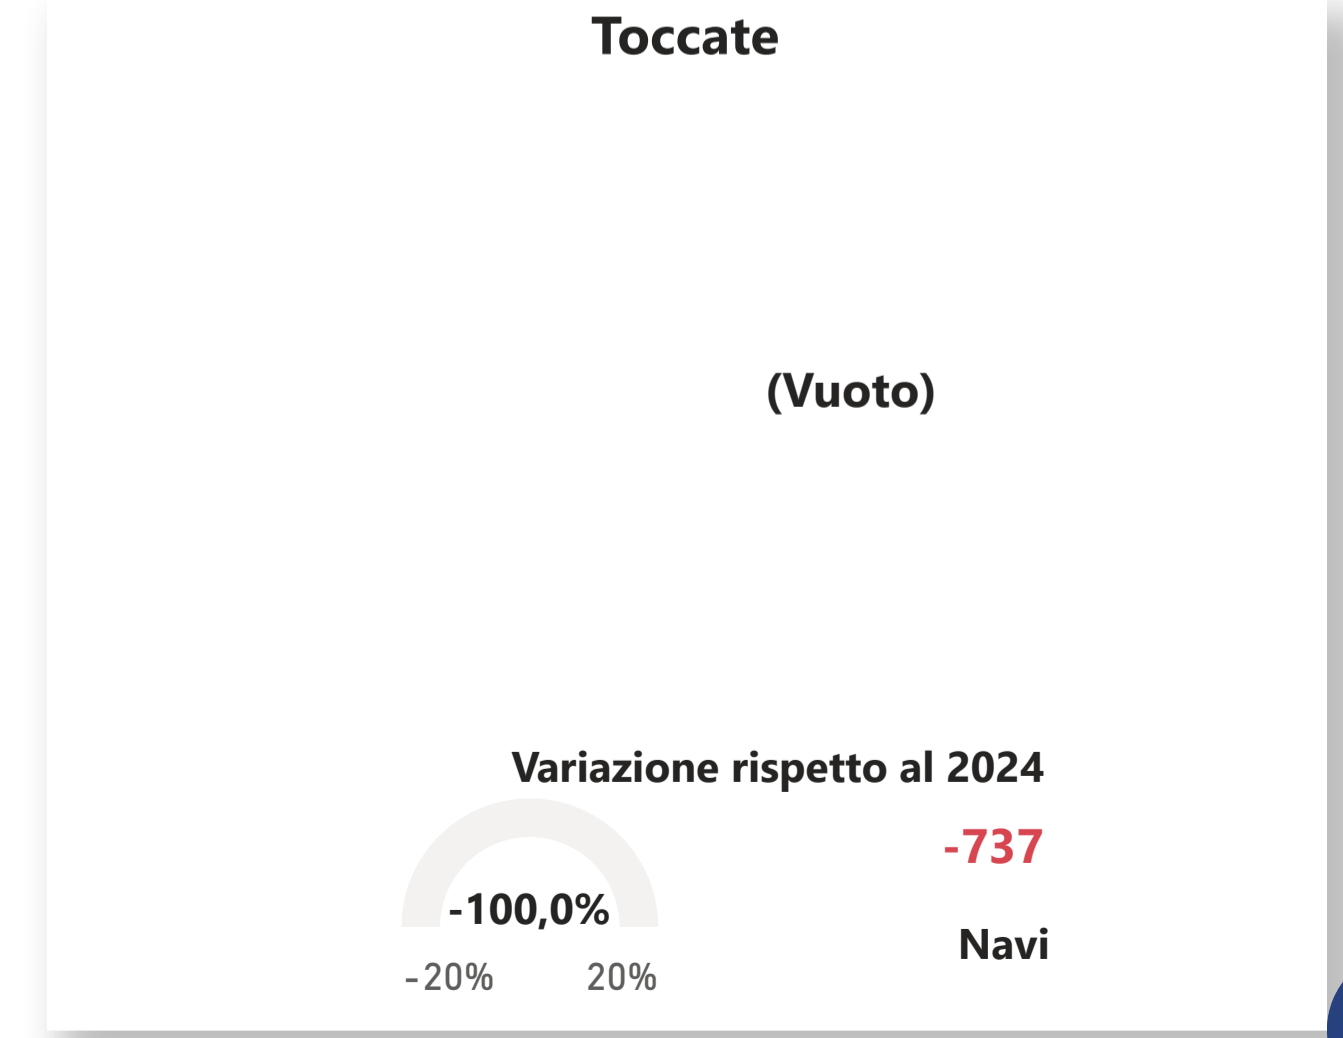 Toccate
(Vuoto)
Variazione rispetto al 2024
-737
-100,0%
Navi
-20%
20%